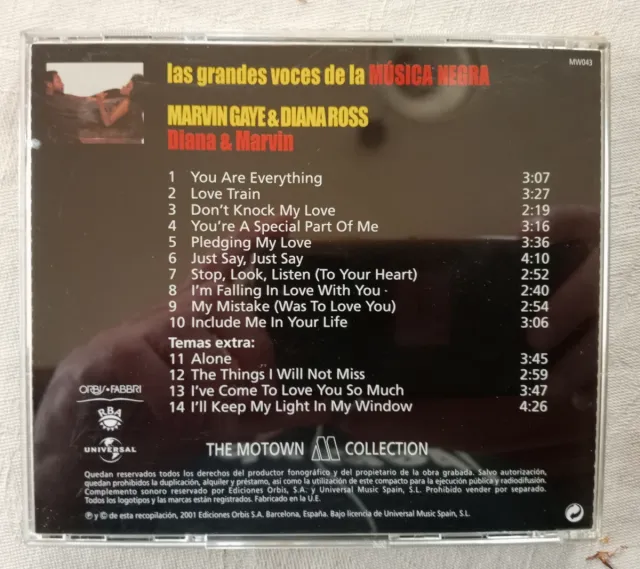 MW043
las grandes voces de la MÚSICA NEGRA
MARVIN GAYE & DIANA ROSS
Diana & Marvin
1 You Are Everything 3:07
2 Love Train 3:27
3 Don't Knock My Love 2:19
4 You're A Special Part Of Me 3:16
5 Pledging My Love 3:36
6 Just Say, Just Say 4:10
7 Stop, Look, Listen (To Your Heart) 2:52
8 I'm Falling In Love With You · 2:40
9 My Mistake (Was To Love You) 2:54
10 Include Me In Your Life 3:06
Temas extra:
11 Alone 3:45
12 The Things I Will Not Miss 2:59
13 I've Come To Love You So Much 3:47
14 I'll Keep My Light In My Window 4:26
ORBIS•FABBRI
RBA
UNIVERSAL
THE MOTOWN M COLLECTION
Quedan reservados todos los derechos del productor fonográfico y del propietario de la obra grabada. Salvo autorización,
quedan prohibidos la duplicación, alquiler y préstamo, así como la utilización de este compacto para la ejecución pública y radiodifusión.
Complemento sonoro reservado por Ediciones Orbis, S.A. y Universal Music Spain, S.L. Prohibido vender por separado.
Todos los logotipos y las marcas están registrados. Fabricado en la U.E.
℗ y © de esta recopilación, 2001 Ediciones Orbis S.A. Barcelona, España. Bajo licencia de Universal Music Spain, S.L.